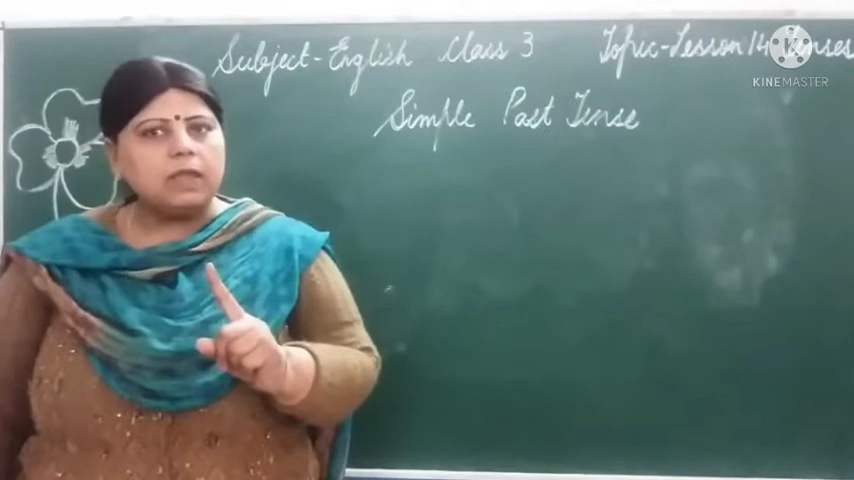 Subject-English Class 3 Topic-Lesson 14 Tenses
Simple Past Tense
KINEMASTER